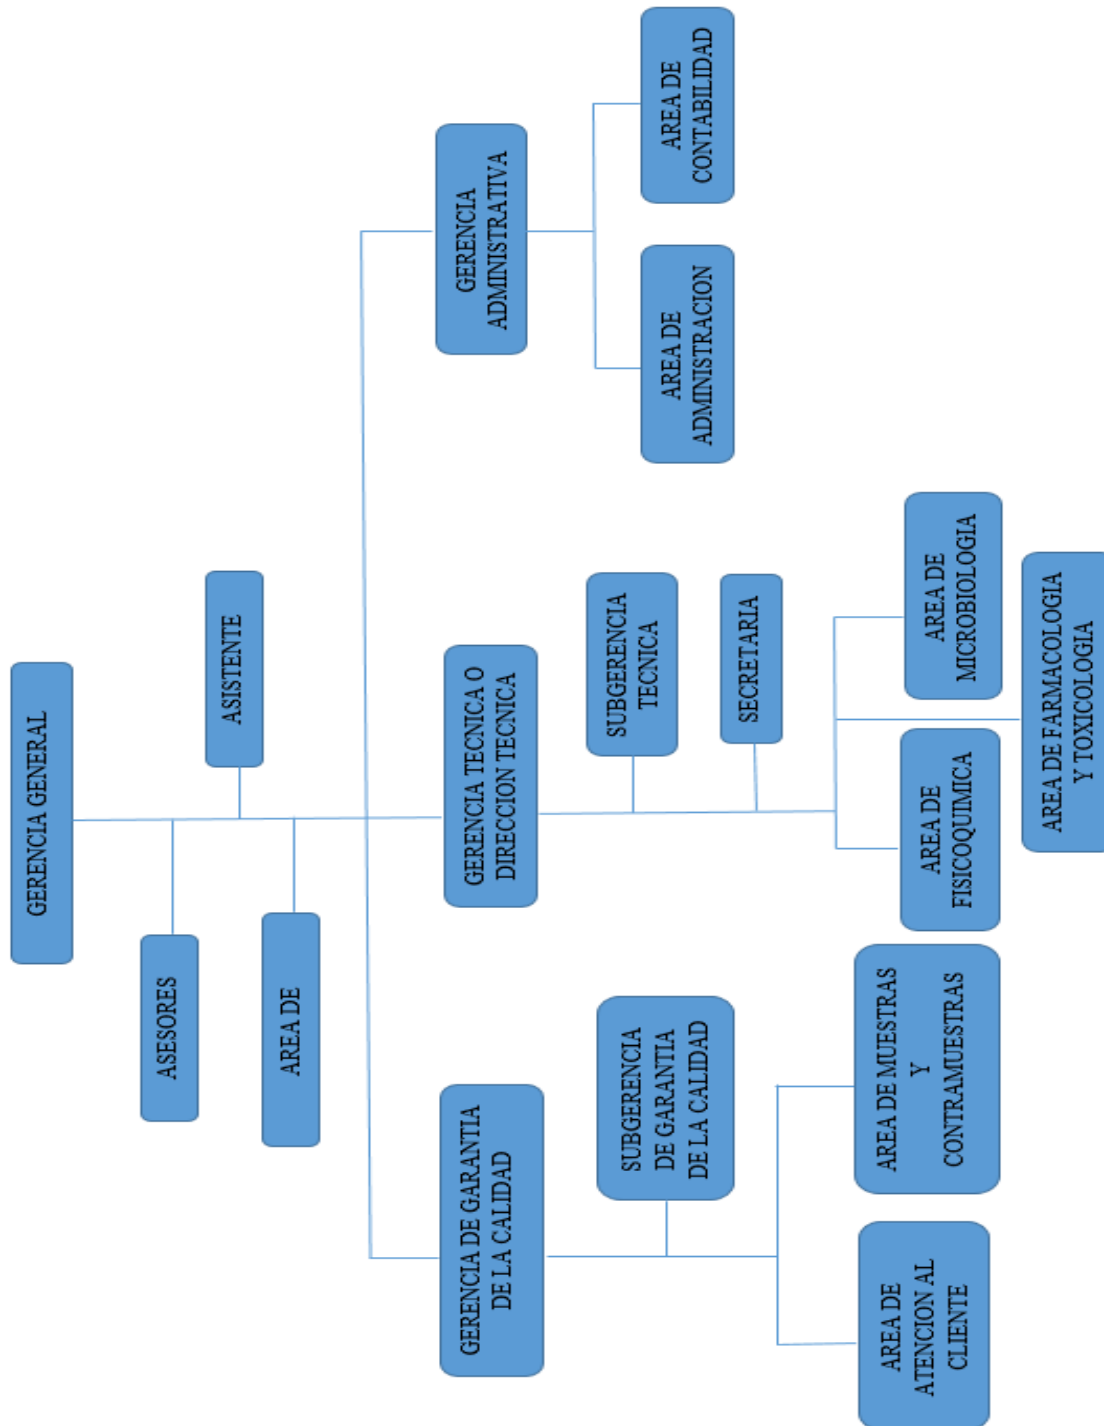 GERENCIA GENERAL
ASESORES
ASISTENTE
AREA DE
GERENCIA DE GARANTIA
DE LA CALIDAD
GERENCIA TECNICA O
DIRECCION TECNICA
GERENCIA
ADMINISTRATIVA
SUBGERENCIA
DE GARANTIA
DE LA CALIDAD
SUBGERENCIA
TECNICA
SECRETARIA
AREA DE
ADMINISTRACION
AREA DE
CONTABILIDAD
AREA DE
ATENCION AL
CLIENTE
AREA DE MUESTRAS
Y
CONTRAMUESTRAS
AREA DE
FISICOQUIMICA
AREA DE
MICROBIOLOGIA
AREA DE FARMACOLOGIA
Y TOXICOLOGIA